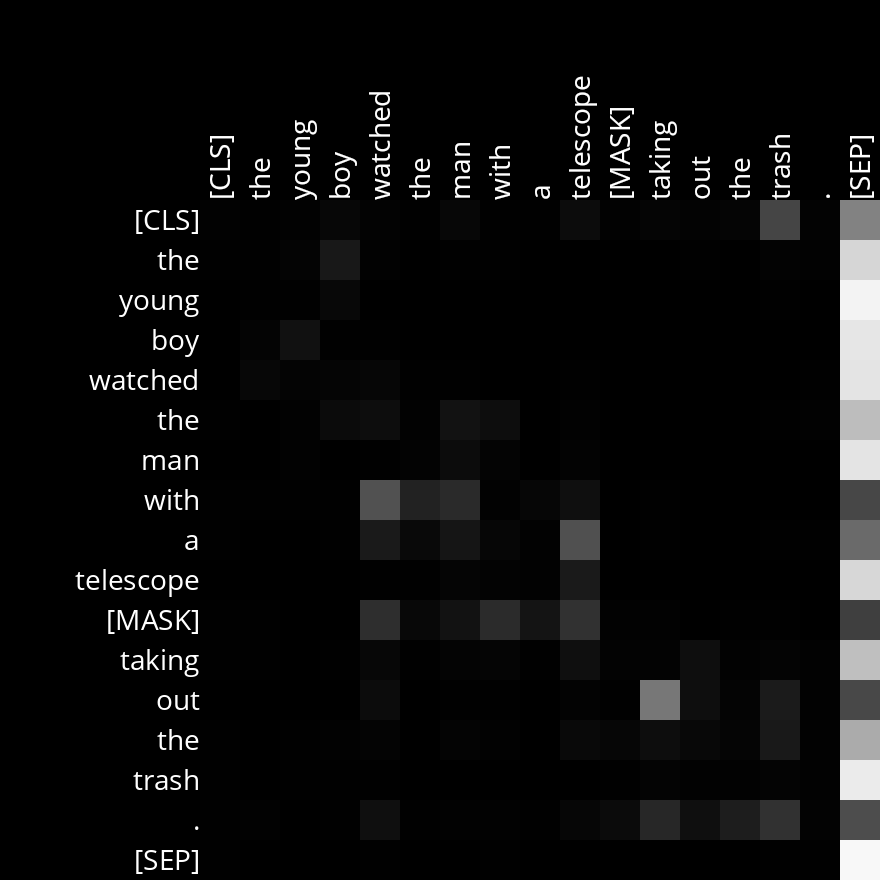 [CLS] the young boy watched the man with a telescope [MASK] taking out the trash . [SEP]
[CLS]
the
young
boy
watched
the
man
with
a
telescope
[MASK]
taking
out
the
trash
.
[SEP]